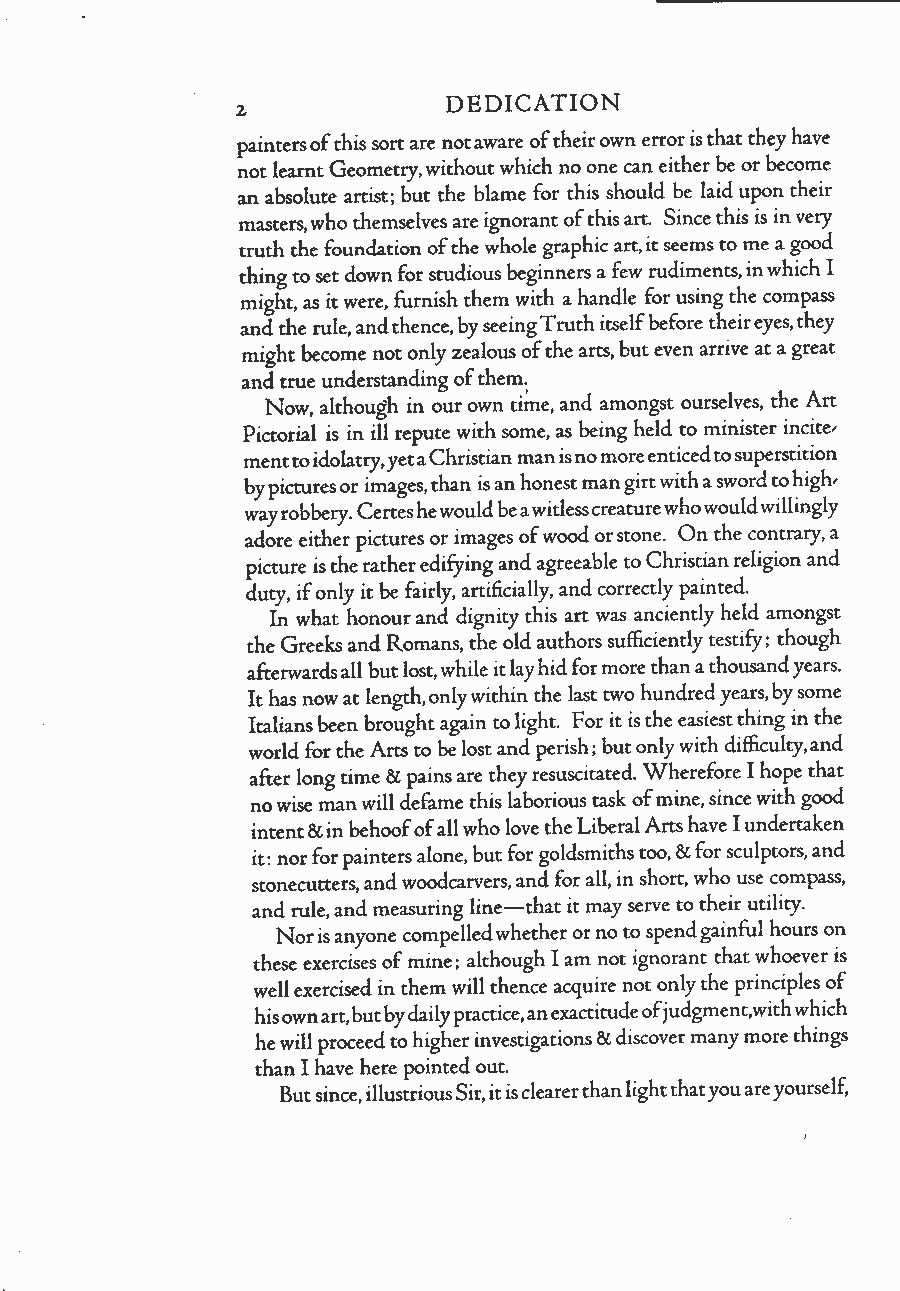 2 DEDICATION
painters of this sort are not aware of their own error is that they have
not learnt Geometry, without which no one can either be or become
an absolute artist; but the blame for this should be laid upon their
masters, who themselves are ignorant of this art. Since this is in very
truth the foundation of the whole graphic art, it seems to me a good
thing to set down for studious beginners a few rudiments, in which I
might, as it were, furnish them with a handle for using the compass
and the rule, and thence, by seeing Truth itself before their eyes, they
might become not only zealous of the arts, but even arrive at a great
and true understanding of them.
Now, although in our own time, and amongst ourselves, the Art
Pictorial is in ill repute with some, as being held to minister incite-
ment to idolatry, yet a Christian man is no more enticed to superstition
by pictures or images, than is an honest man girt with a sword to high-
way robbery. Certes he would be a witless creature who would willingly
adore either pictures or images of wood or stone. On the contrary, a
picture is the rather edifying and agreeable to Christian religion and
duty, if only it be fairly, artificially, and correctly painted.
In what honour and dignity this art was anciently held amongst
the Greeks and Romans, the old authors sufficiently testify; though
afterwards all but lost, while it lay hid for more than a thousand years.
It has now at length, only within the last two hundred years, by some
Italians been brought again to light. For it is the easiest thing in the
world for the Arts to be lost and perish; but only with difficulty, and
after long time & pains are they resuscitated. Wherefore I hope that
no wise man will defame this laborious task of mine, since with good
intent & in behoof of all who love the Liberal Arts have I undertaken
it: nor for painters alone, but for goldsmiths too, & for sculptors, and
stonecutters, and woodcarvers, and for all, in short, who use compass,
and rule, and measuring line—that it may serve to their utility.
Nor is anyone compelled whether or no to spend gainful hours on
these exercises of mine; although I am not ignorant that whoever is
well exercised in them will thence acquire not only the principles of
his own art, but by daily practice, an exactitude of judgment, with which
he will proceed to higher investigations & discover many more things
than I have here pointed out.
But since, illustrious Sir, it is clearer than light that you are yourself,